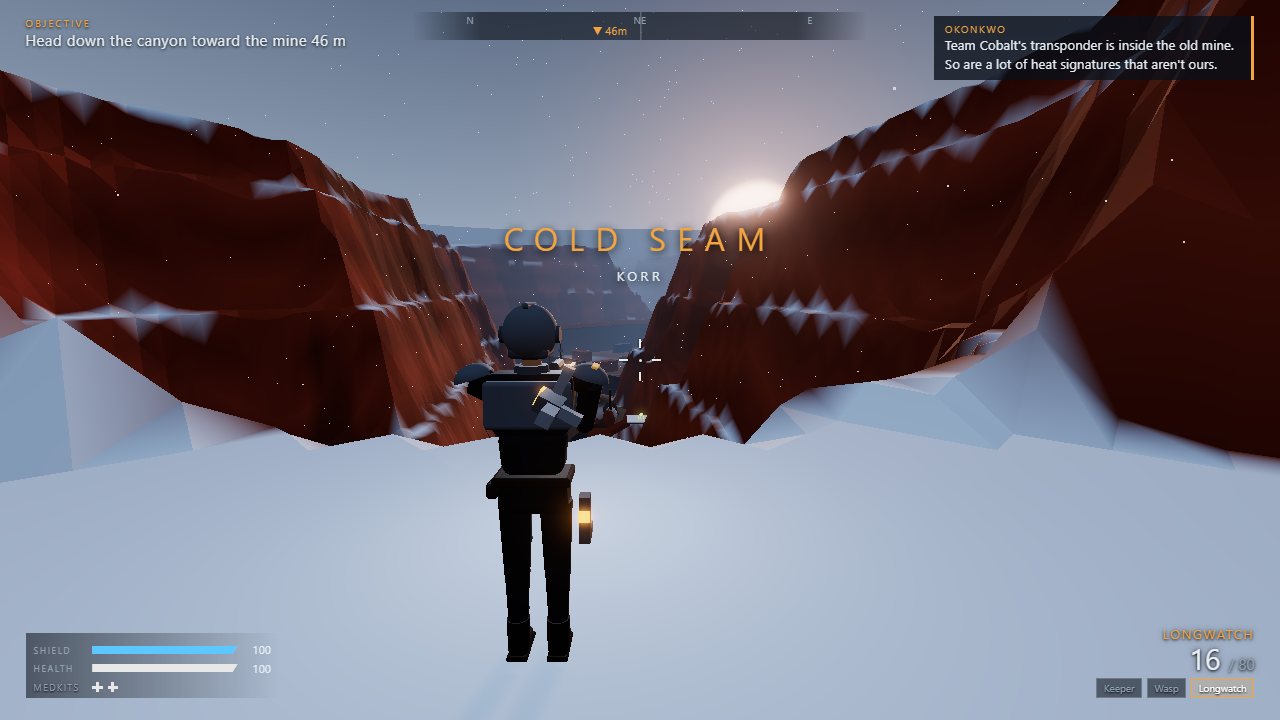 OBJECTIVE
Head down the canyon toward the mine 46 m
N NE E
46m
OKONKWO
Team Cobalt's transponder is inside the old mine.
So are a lot of heat signatures that aren't ours.
COLD SEAM
KORR
SHIELD 100
HEALTH 100
MEDKITS
LONGWATCH
16 / 80
Keeper Wasp Longwatch